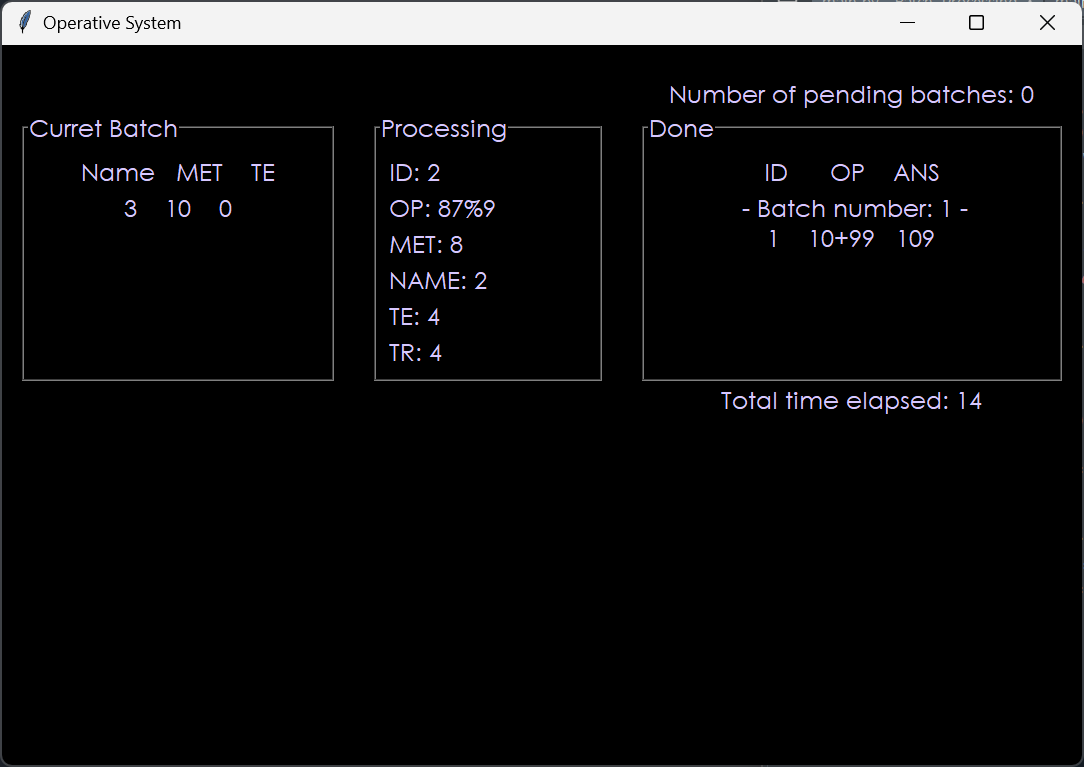 Operative System
Number of pending batches: 0
Curret Batch
Name MET TE
3 10 0
Processing
ID: 2
OP: 87%9
MET: 8
NAME: 2
TE: 4
TR: 4
Done
ID OP ANS
- Batch number: 1 -
1 10+99 109
Total time elapsed: 14